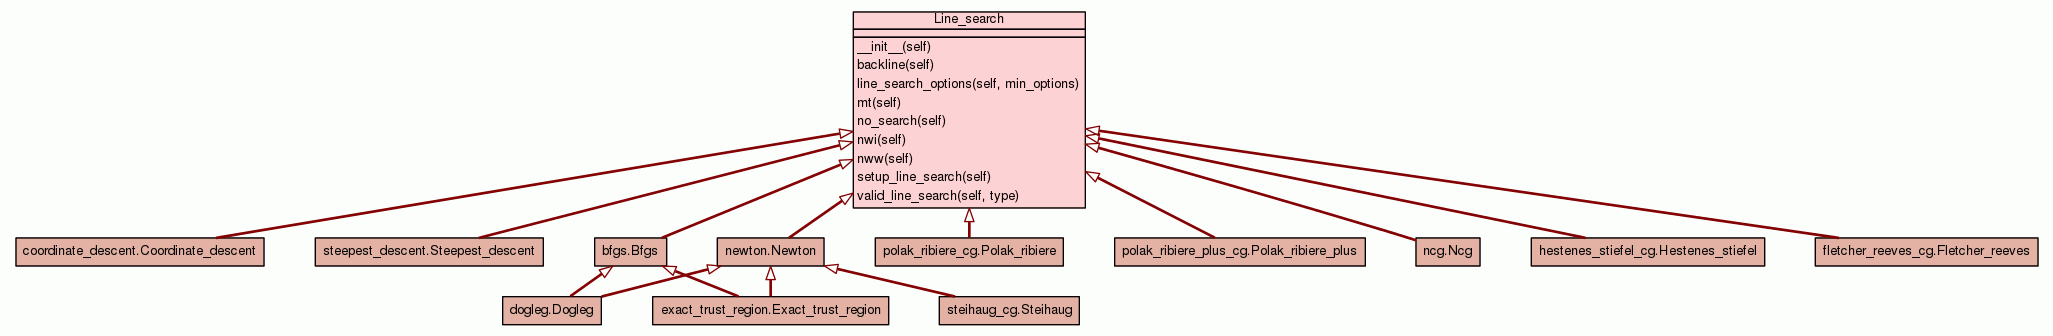 Line_search
__init__(self)
backline(self)
line_search_options(self, min_options)
mt(self)
no_search(self)
nwi(self)
nww(self)
setup_line_search(self)
valid_line_search(self, type)
coordinate_descent.Coordinate_descent
steepest_descent.Steepest_descent
bfgs.Bfgs
newton.Newton
polak_ribiere_cg.Polak_ribiere
polak_ribiere_plus_cg.Polak_ribiere_plus
ncg.Ncg
hestenes_stiefel_cg.Hestenes_stiefel
fletcher_reeves_cg.Fletcher_reeves
dogleg.Dogleg
exact_trust_region.Exact_trust_region
steihaug_cg.Steihaug